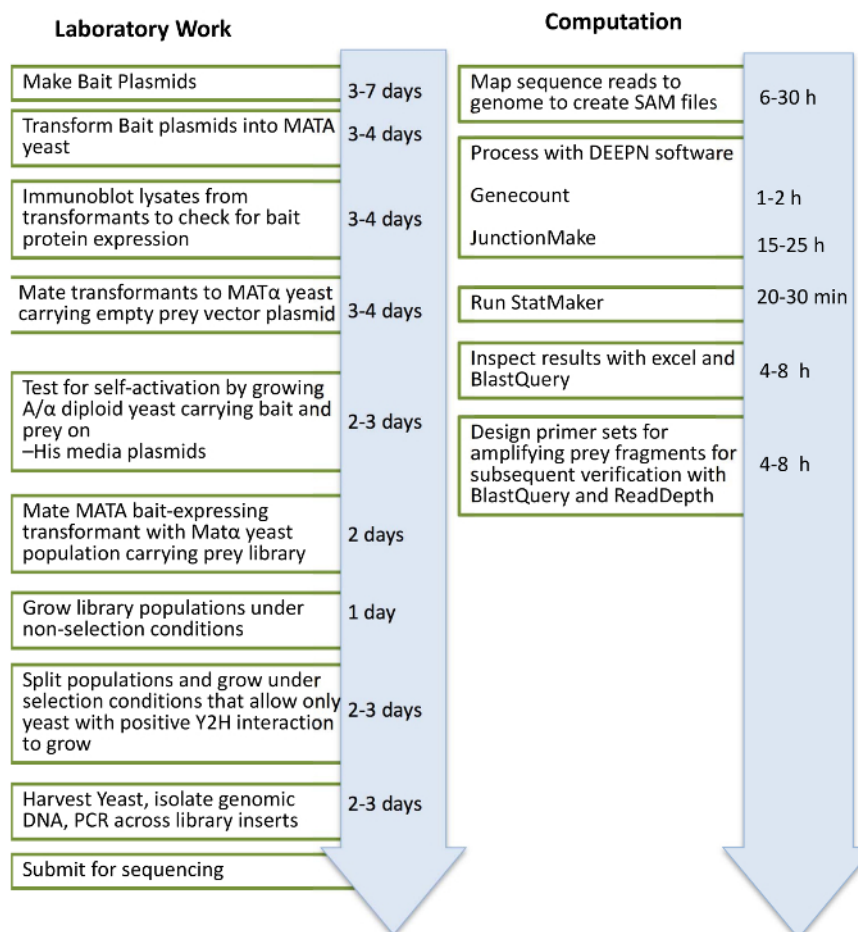 Laboratory Work
Make Bait Plasmids
3-7 days
Transform Bait plasmids into MATA
yeast
3-4 days
Immunoblot lysates from
transformants to check for bait
protein expression
3-4 days
Mate transformants to MATα yeast
carrying empty prey vector plasmid
3-4 days
Test for self-activation by growing
A/α diploid yeast carrying bait and
prey on
–His media plasmids
2-3 days
Mate MATA bait-expressing
transformant with Matα yeast
population carrying prey library
2 days
Grow library populations under
non-selection conditions
1 day
Split populations and grow under
selection conditions that allow only
yeast with positive Y2H interaction
to grow
2-3 days
Harvest Yeast, isolate genomic
DNA, PCR across library inserts
2-3 days
Submit for sequencing
Computation
Map sequence reads to
genome to create SAM files
6-30 h
Process with DEEPN software
Genecount
1-2 h
JunctionMake
15-25 h
Run StatMaker
20-30 min
Inspect results with excel and
BlastQuery
4-8 h
Design primer sets for
amplifying prey fragments for
subsequent verification with
BlastQuery and ReadDepth
4-8 h